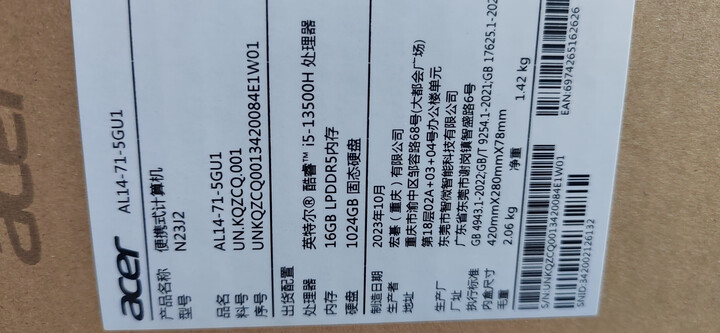 acer AL14-71-5GU1
产品名称 便携式计算机
型号 N23J2
品名 AL14-71-5GU1
料号 UN.KQZCQ.001
序号 UNKQZCQ0013420084E1W01
出货配置
处理器 英特尔® 酷睿™ i5-13500H 处理器
内存 16GB LPDDR5内存
硬盘 1024GB 固态硬盘
制造日期 2023年10月
生产者 宏碁（重庆）有限公司
地址 重庆市渝中区邹容路68号(大都会广场)
第18层02A+03+04号办公楼单元
生产厂 东莞市智微智能科技有限公司
厂址 广东省东莞市谢岗镇智盛路6号
执行标准 GB 4943.1-2022;GB/T 9254.1-2021;GB 17625.1-202
内盒尺寸 420mmX280mmX78mm
毛重 2.06 kg 净重 1.42 kg
S/N:UNKQZCQ0013420084E1W01
SNID 342002126132
EAN:6974265162626
acer